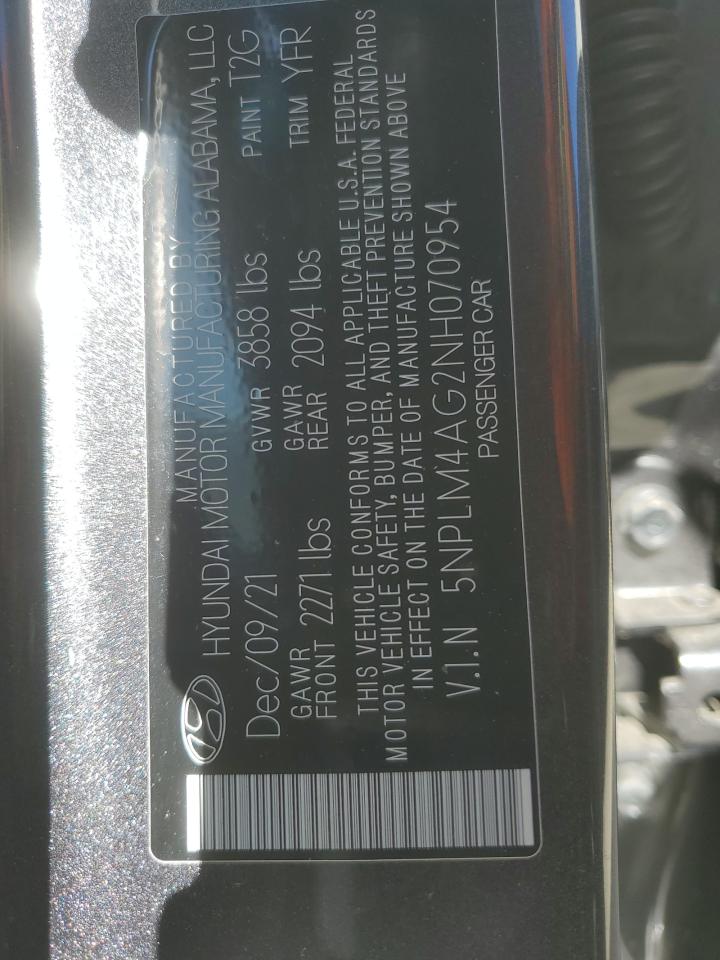 MANUFACTURED BY
HYUNDAI MOTOR MANUFACTURING ALABAMA, LLC
Dec/09/21 GVWR 3858 lbs PAINT T2G
GAWR FRONT 2271 lbs GAWR REAR 2094 lbs TRIM YFR
THIS VEHICLE CONFORMS TO ALL APPLICABLE U.S.A. FEDERAL
MOTOR VEHICLE SAFETY, BUMPER, AND THEFT PREVENTION STANDARDS
IN EFFECT ON THE DATE OF MANUFACTURE SHOWN ABOVE
V.I.N 5NPLM4AG2NH070954
PASSENGER CAR